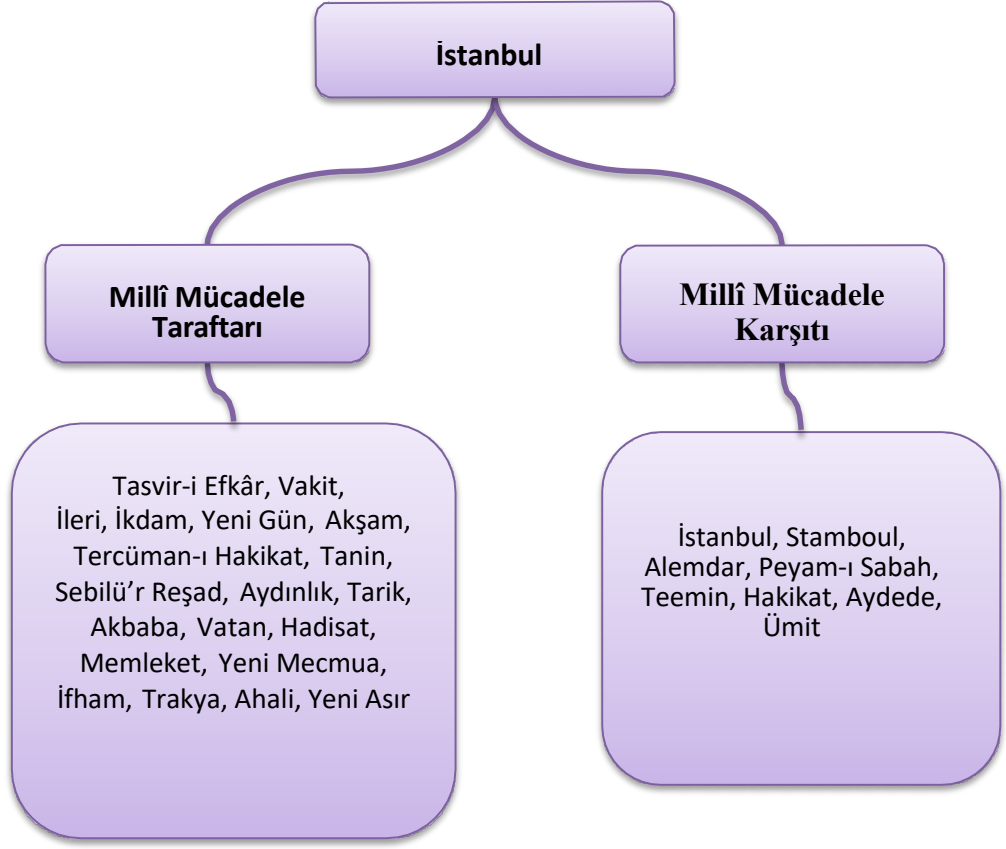 İstanbul
Millî Mücadele
Taraftarı
Millî Mücadele
Karşıtı
Tasvir-i Efkâr, Vakit,
İleri, İkdam, Yeni Gün, Akşam,
Tercüman-ı Hakikat, Tanin,
Sebilü’r Reşad, Aydınlık, Tarik,
Akbaba, Vatan, Hadisat,
Memleket, Yeni Mecmua,
İfham, Trakya, Ahali, Yeni Asır
İstanbul, Stamboul,
Alemdar, Peyam-ı Sabah,
Teemin, Hakikat, Aydede,
Ümit